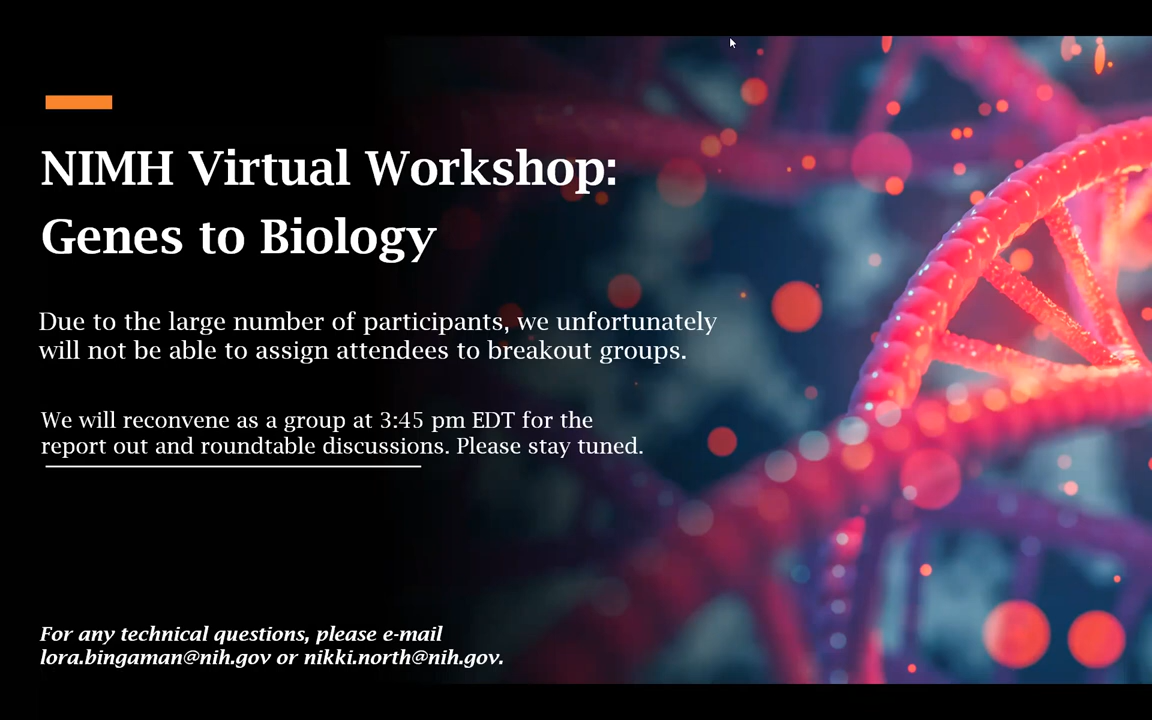 NIMH Virtual Workshop:
Genes to Biology
Due to the large number of participants, we unfortunately
will not be able to assign attendees to breakout groups.
We will reconvene as a group at 3:45 pm EDT for the
report out and roundtable discussions. Please stay tuned.
For any technical questions, please e-mail
lora.bingaman@nih.gov or nikki.north@nih.gov.